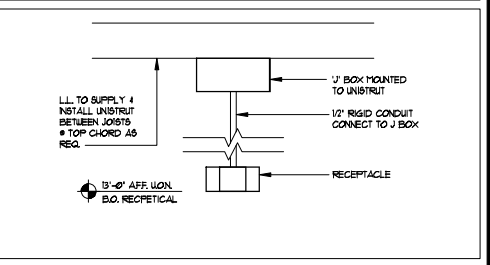 L.L. TO SUPPLY &
INSTALL UNISTRUT
BETWEEN JOISTS
@ TOP CHORD AS
REQ.
'J' BOX MOUNTED
TO UNISTRUT
1/2" RIGID CONDUIT
CONNECT TO J BOX
RECEPTACLE
13'-0" AFF. U.O.N.
B.O. RECPETICAL